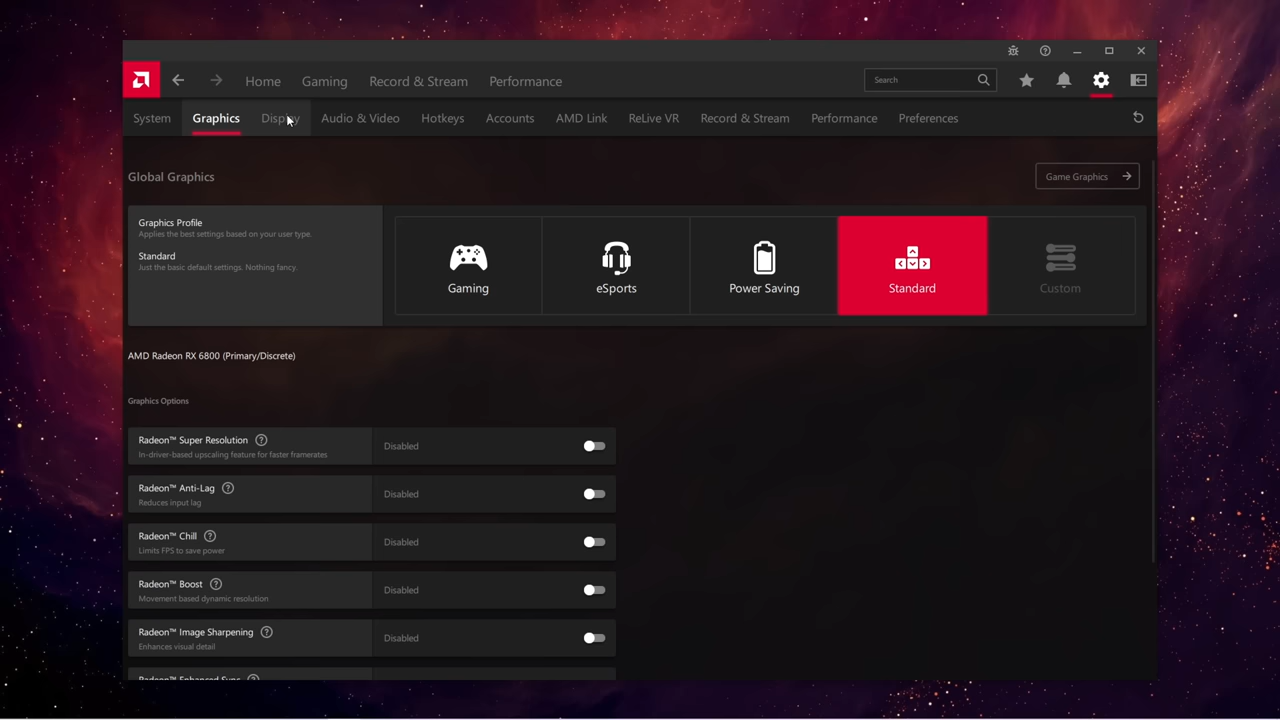 Home Gaming Record & Stream Performance Search
System Graphics Display Audio & Video Hotkeys Accounts AMD Link ReLive VR Record & Stream Performance Preferences
Global Graphics Game Graphics
Graphics Profile
Applies the best settings based on your user type.
Standard
Just the basic default settings. Nothing fancy.
Gaming eSports Power Saving Standard Custom
AMD Radeon RX 6800 (Primary/Discrete)
Graphics Options
Radeon™ Super Resolution Disabled
In-driver-based upscaling feature for faster framerates
Radeon™ Anti-Lag Disabled
Reduces input lag
Radeon™ Chill Disabled
Limits FPS to save power
Radeon™ Boost Disabled
Movement based dynamic resolution
Radeon™ Image Sharpening Disabled
Enhances visual detail
Radeon™ Enhanced Sync